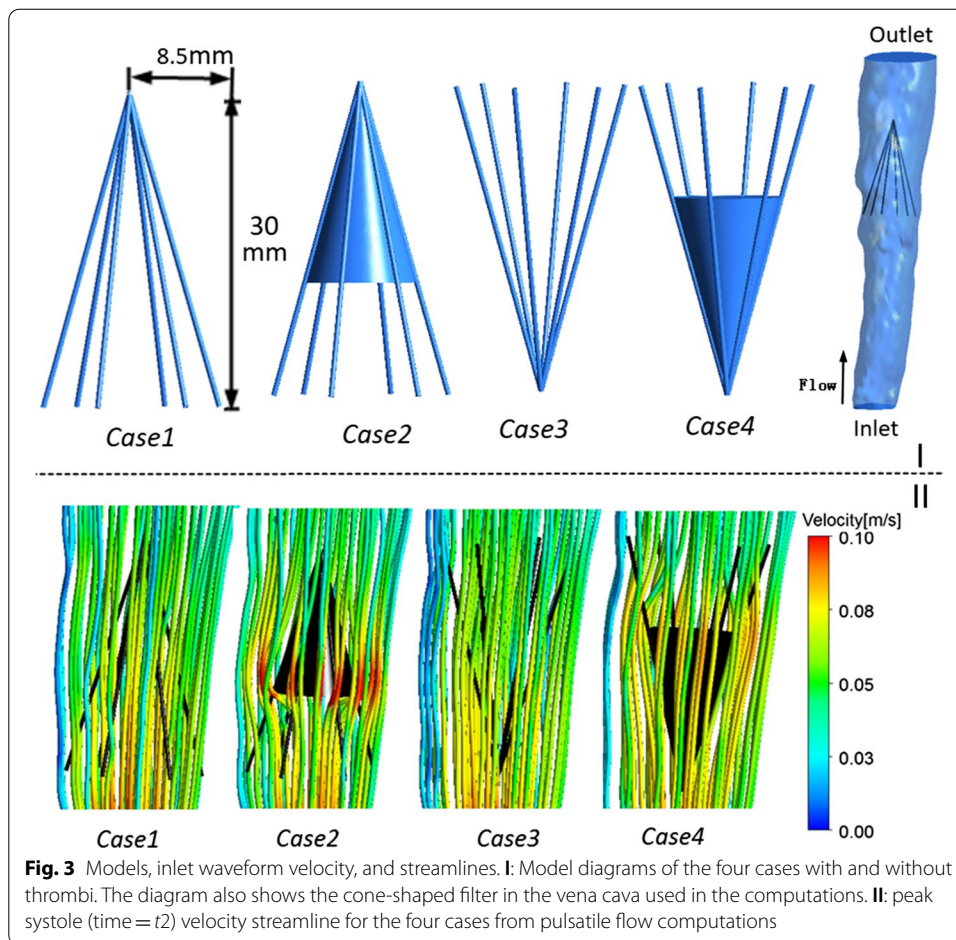 8.5mm
30
mm
Outlet
Flow
Inlet
Case1
Case2
Case3
Case4
I
II
Velocity[m/s]
0.10
0.08
0.05
0.03
0.00
Case1
Case2
Case3
Case4
Fig. 3 Models, inlet waveform velocity, and streamlines. I: Model diagrams of the four cases with and without
thrombi. The diagram also shows the cone-shaped filter in the vena cava used in the computations. II: peak
systole (time = t2) velocity streamline for the four cases from pulsatile flow computations